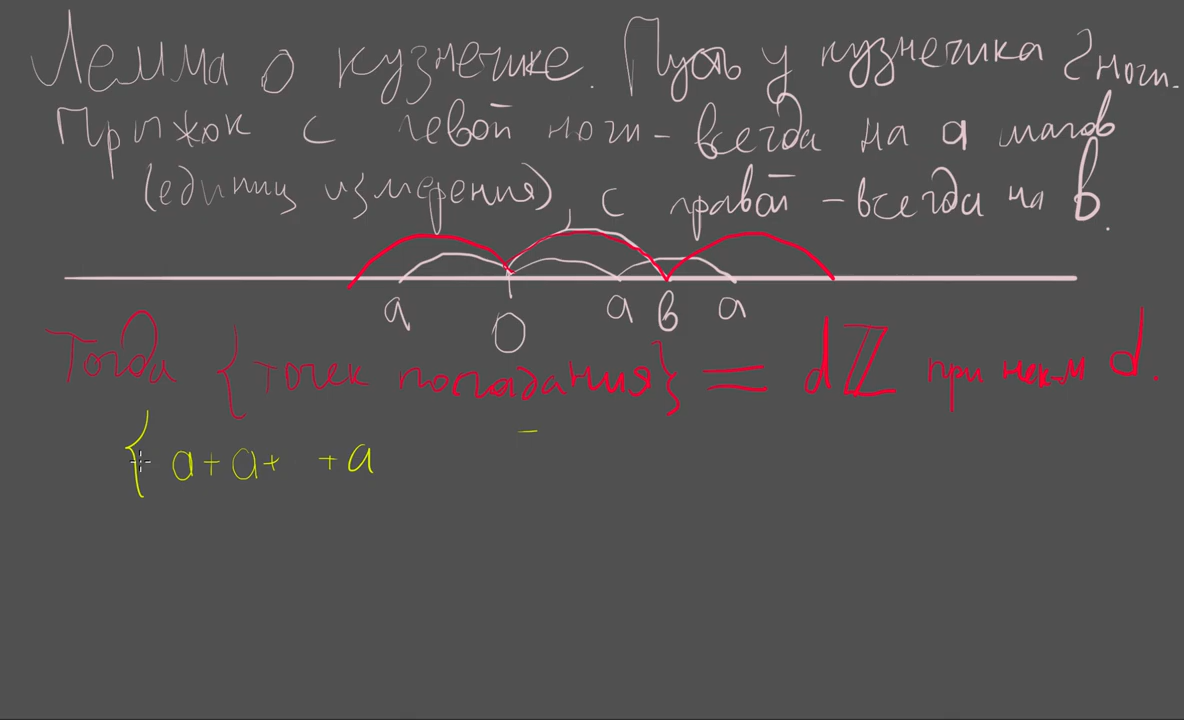 Лемма о кузнечике. Пусть у кузнечика 2 ноги.
Прыжок с левой ноги - всегда на a шагов
(единиц измерения), с правой - всегда на b.
a 0 a b a
Тогда {точек попадания} = dℤ при нек-м d.
{ a + a + + a